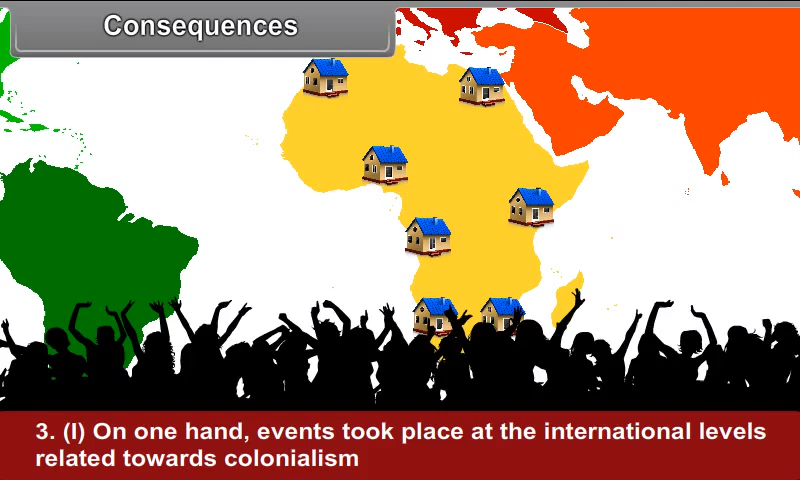 Consequences
3. (I) On one hand, events took place at the international levels
related towards colonialism